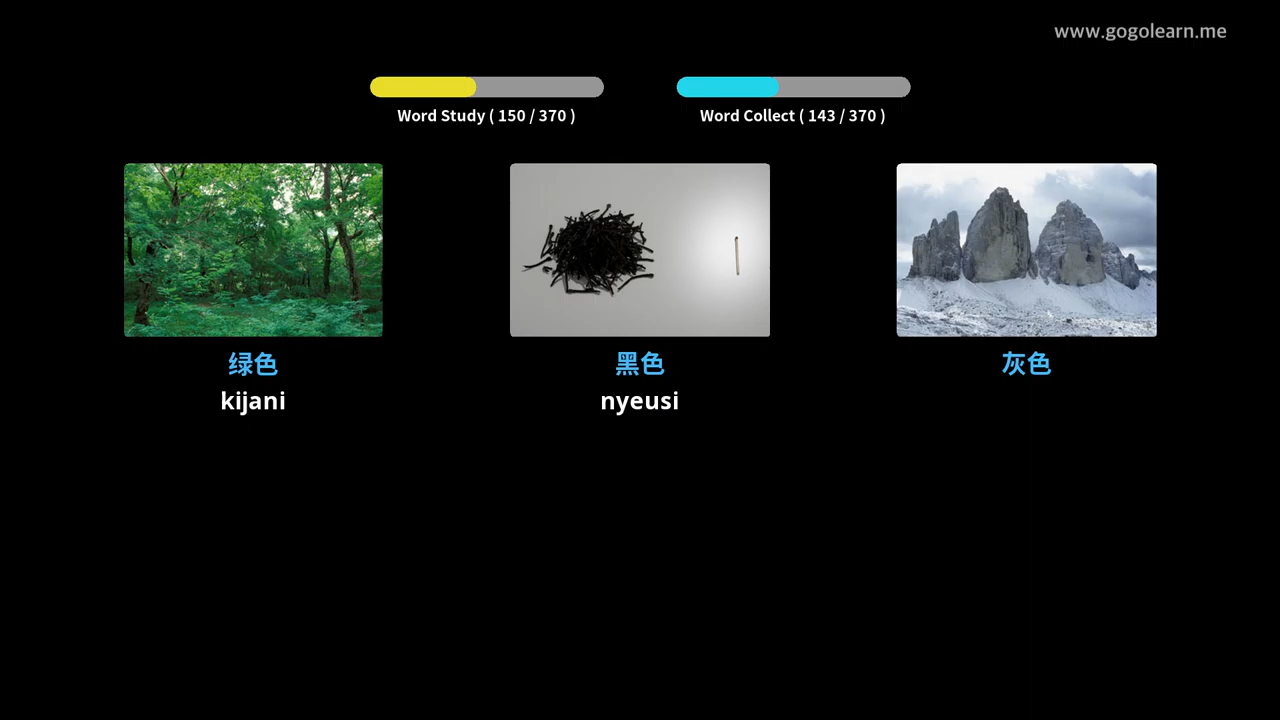 www.gogolearn.me
Word Study ( 150 / 370 )
Word Collect ( 143 / 370 )
绿色
kijani
黑色
nyeusi
灰色